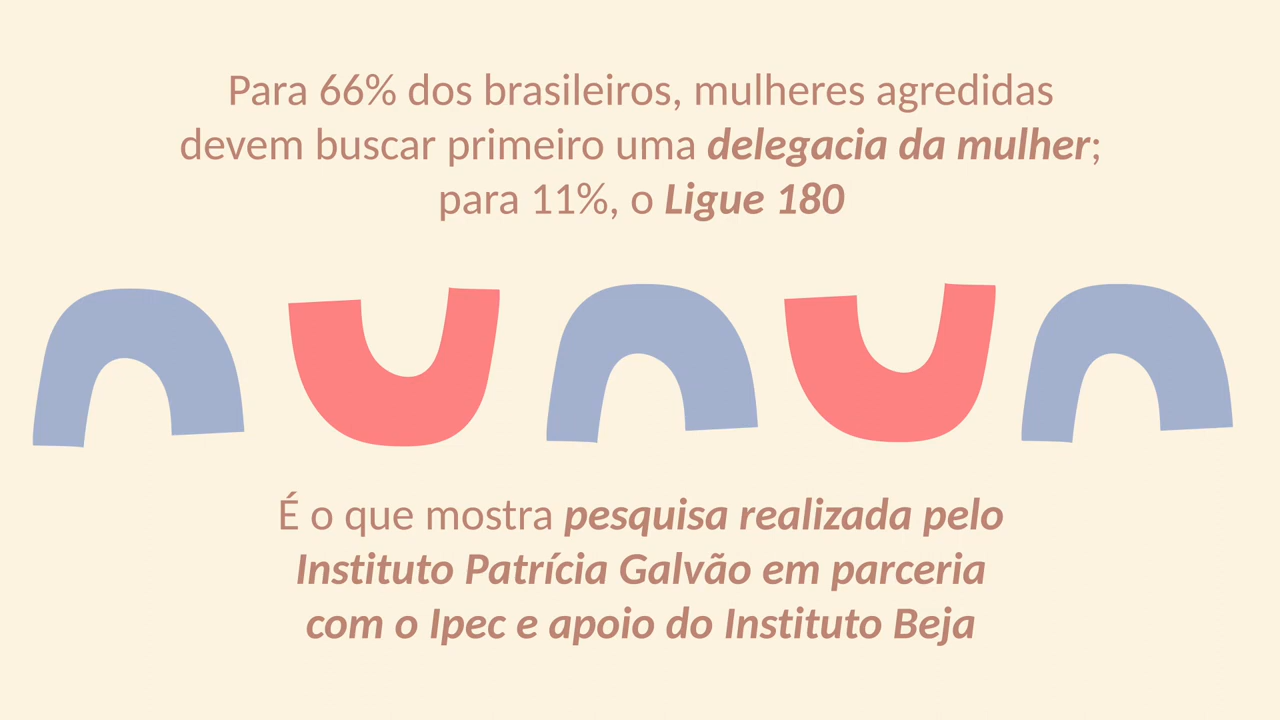 Para 66% dos brasileiros, mulheres agredidas
devem buscar primeiro uma delegacia da mulher;
para 11%, o Ligue 180
É o que mostra pesquisa realizada pelo
Instituto Patrícia Galvão em parceria
com o Ipec e apoio do Instituto Beja